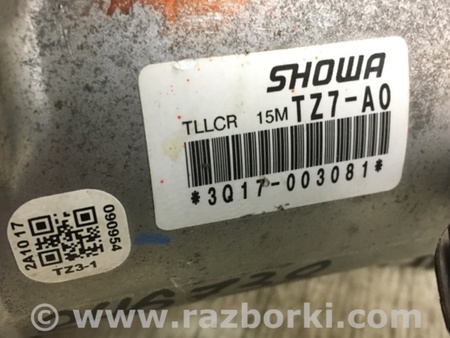 SHOWA
TLLCR 15M TZ7-A0
*3Q17-003081*
2A1017
060954
TZ3-1
www.razborki.com